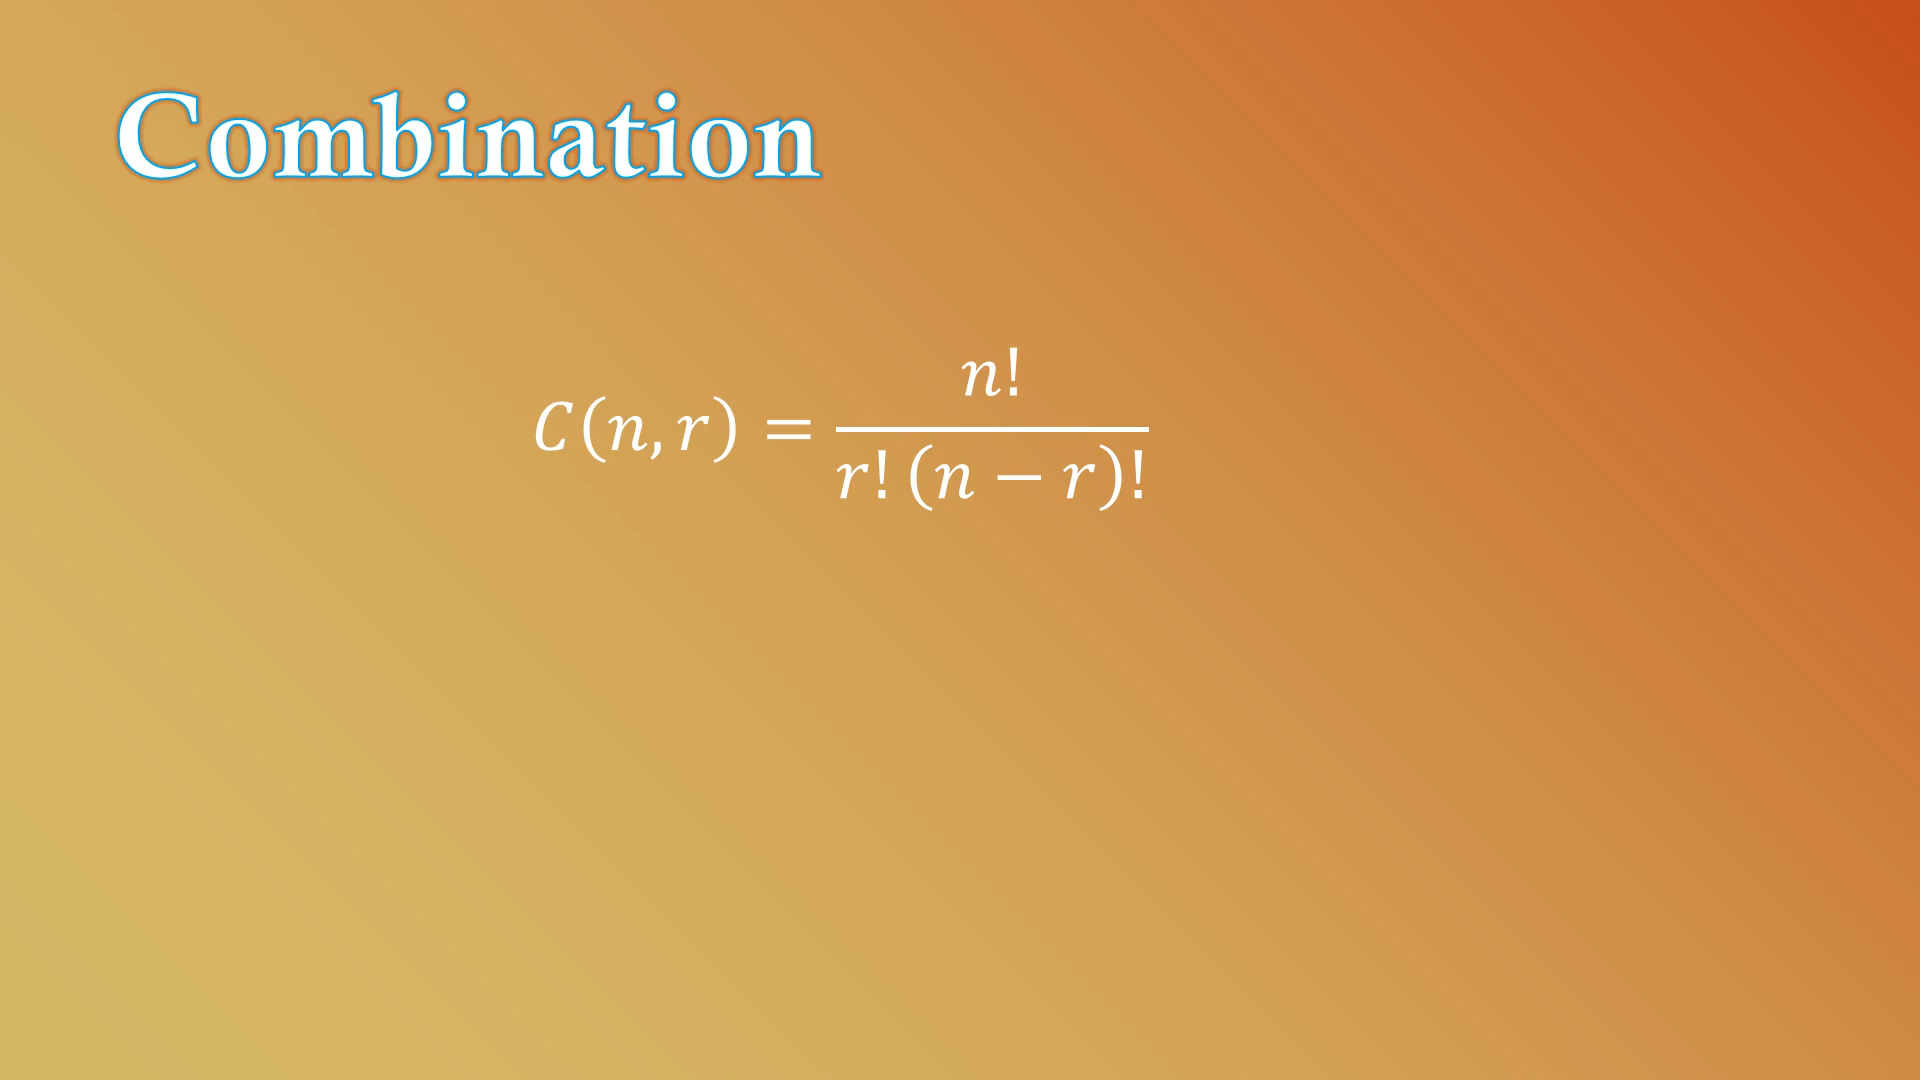 Combination
C(n, r) = n! / r! (n − r)!